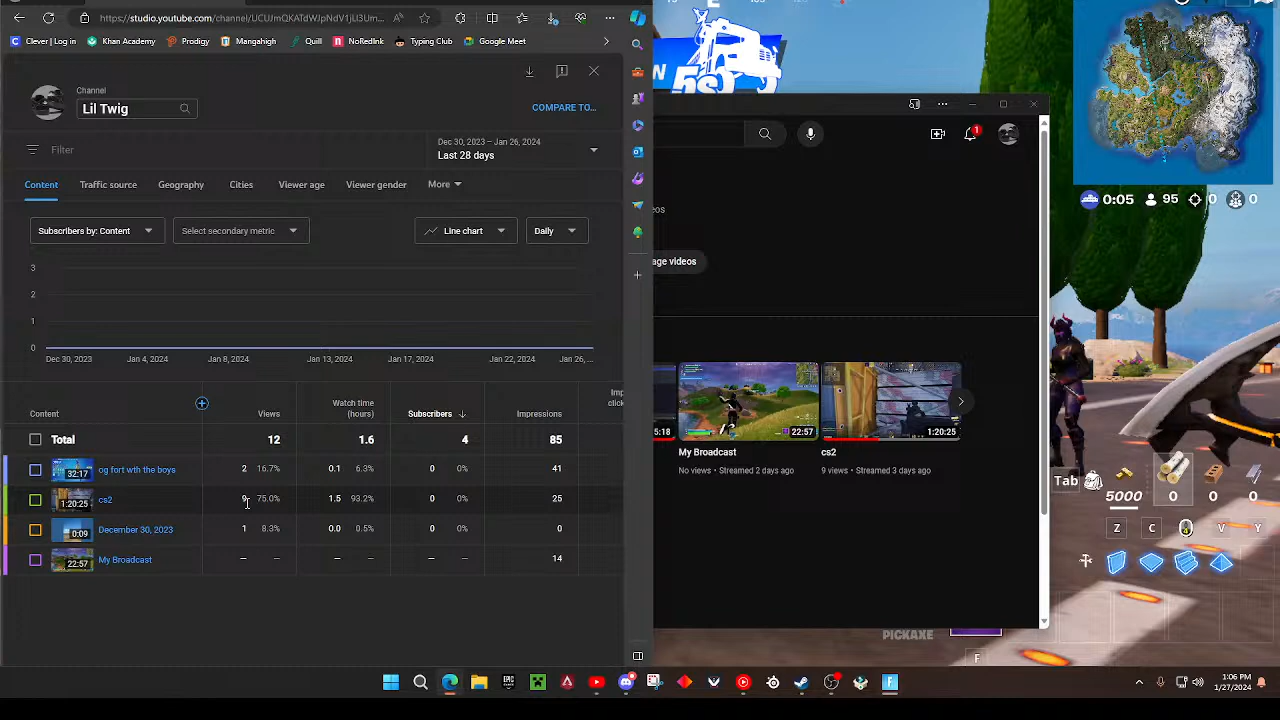 https://studio.youtube.com/channel/UCUJmQKATdWJpNdV1jLI3Um...
Clever | Log in
Khan Academy
Prodigy
Mangahi
Quill
NoRedInk
Typing Club
Google Meet
Channel
Lil Twig
COMPARE TO...
Filter
Dec 30, 2023 – Jan 26, 2024
Last 28 days
Content Traffic source Geography Cities Viewer age Viewer gender More
Subscribers by: Content
Select secondary metric
Line chart
Daily
3
2
1
0
Dec 30, 2023 Jan 4, 2024 Jan 8, 2024 Jan 13, 2024 Jan 17, 2024 Jan 22, 2024 Jan 26, ...
Content Views Watch time (hours) Subscribers Impressions Imp click
Total 12 1.6 4 85
32:17 og fort wth the boys 2 16.7% 0.1 6.3% 0 0% 41
1:20:25 cs2 9 75.0% 1.5 93.2% 0 0% 25
0:09 December 30, 2023 1 8.3% 0.0 0.5% 0 0% 0
22:57 My Broadcast – – – – – – 14
5s
1
eos
age videos
5:18
22:57
1:20:25
My Broadcast
No views • Streamed 2 days ago
cs2
9 views • Streamed 3 days ago
PICKAXE
F
0:05 95 0 0
Tab
5000 0 0 0
Z C V Y
1:06 PM
1/27/2024